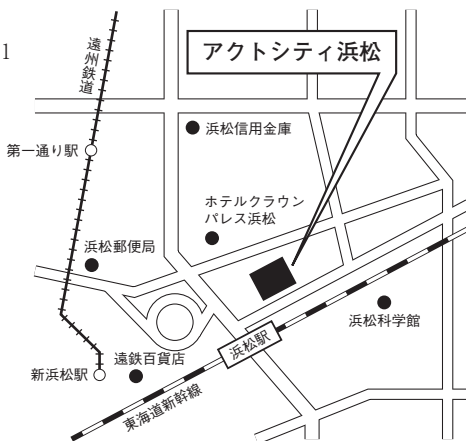 1
遠州鉄道
アクトシティ浜松
浜松信用金庫
第一通り駅
ホテルクラウン
パレス浜松
浜松郵便局
浜松科学館
浜松駅
遠鉄百貨店
新浜松駅
東海道新幹線